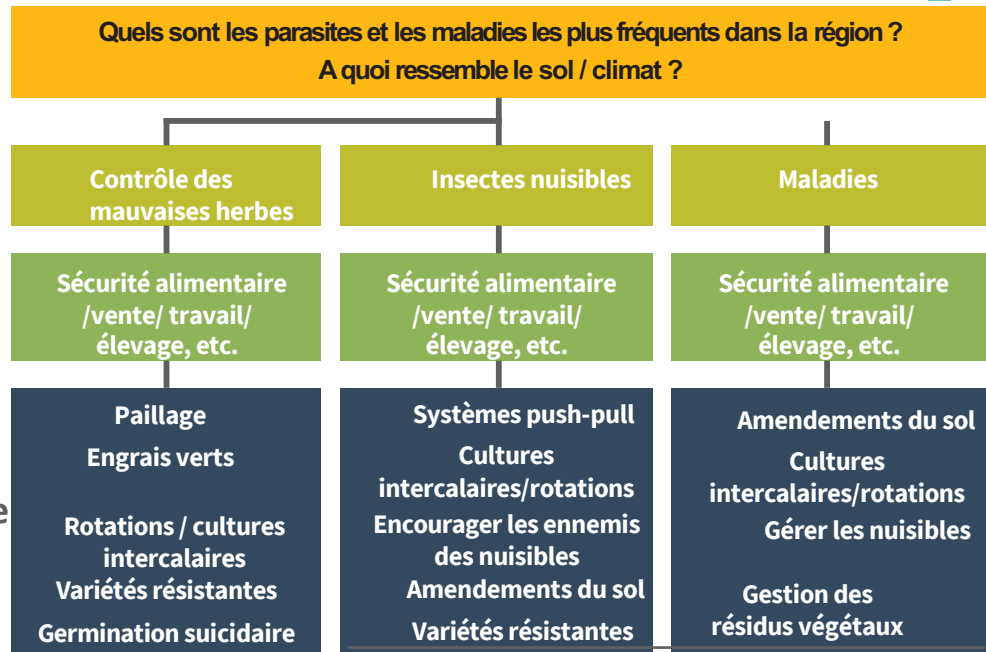 Quels sont les parasites et les maladies les plus fréquents dans la région ?
A quoi ressemble le sol / climat ?
Contrôle des
mauvaises herbes
Insectes nuisibles
Maladies
Sécurité alimentaire
/vente/ travail/
élevage, etc.
Sécurité alimentaire
/vente/ travail/
élevage, etc.
Sécurité alimentaire
/vente/ travail/
élevage, etc.
Paillage
Engrais verts
Rotations / cultures
intercalaires
Variétés résistantes
Germination suicidaire
Systèmes push-pull
Cultures
intercalaires/rotations
Encourager les ennemis
des nuisibles
Amendements du sol
Variétés résistantes
Amendements du sol
Cultures
intercalaires/rotations
Gérer les nuisibles
Gestion des
résidus végétaux
e